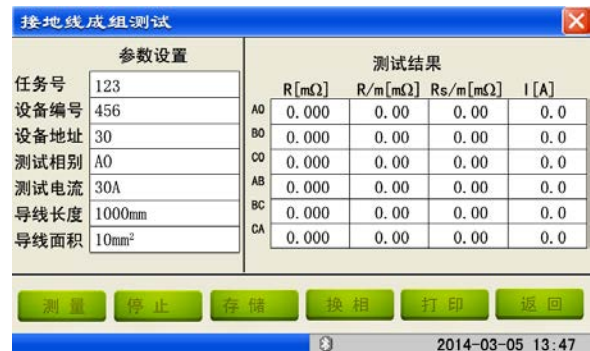 接地线成组测试
参数设置
任务号 123
设备编号 456
设备地址 30
测试相别 A0
测试电流 30A
导线长度 1000mm
导线面积 10mm²
测试结果
R[mΩ] R/m[mΩ] Rs/m[mΩ] I[A]
A0 0.000 0.00 0.00 0.0
B0 0.000 0.00 0.00 0.0
C0 0.000 0.00 0.00 0.0
AB 0.000 0.00 0.00 0.0
BC 0.000 0.00 0.00 0.0
CA 0.000 0.00 0.00 0.0
测量 停止 存储 换相 打印 返回
2014-03-05 13:47